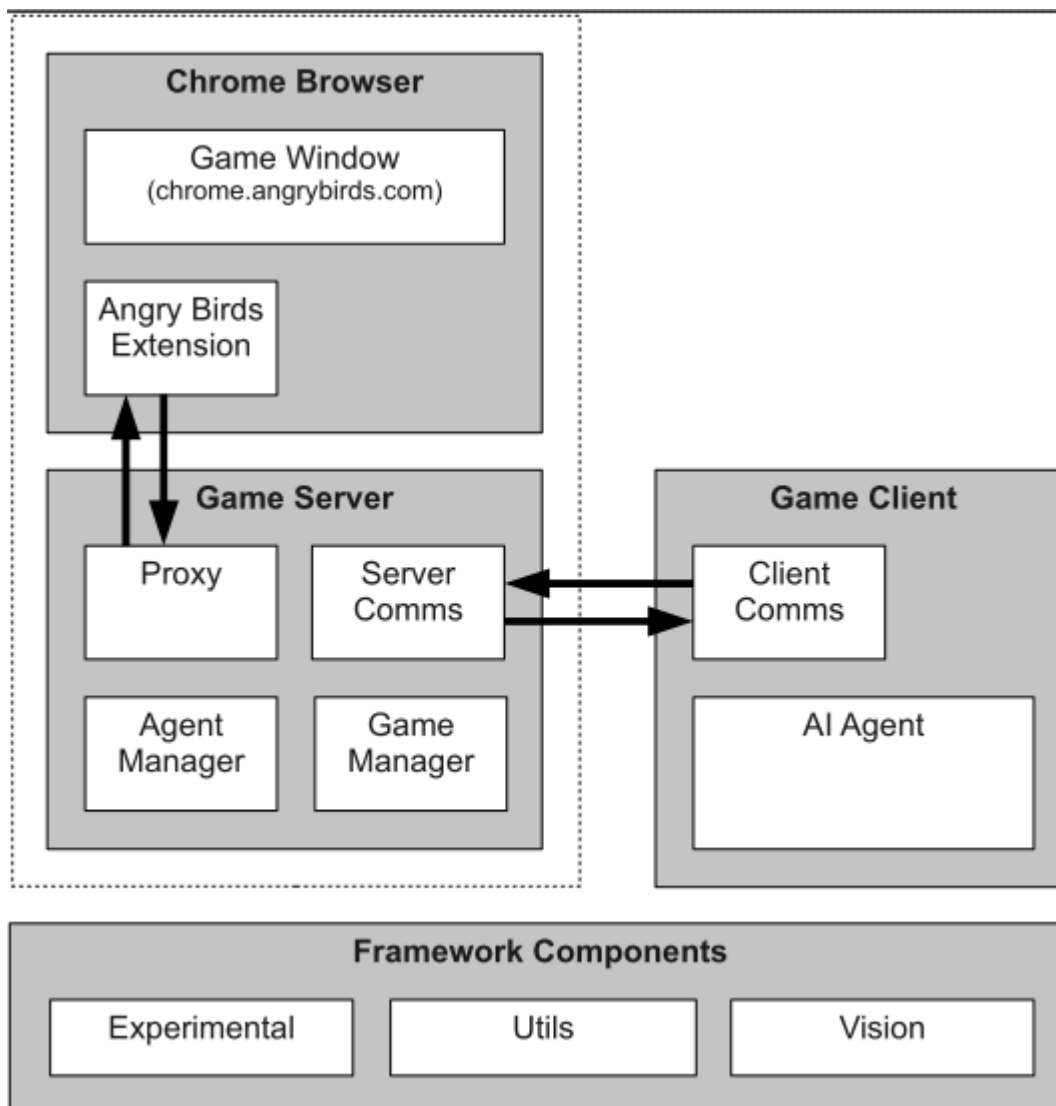 Chrome Browser
Game Window
(chrome.angrybirds.com)
Angry Birds
Extension
Game Server
Proxy
Server
Comms
Agent
Manager
Game
Manager
Game Client
Client
Comms
AI Agent
Framework Components
Experimental
Utils
Vision